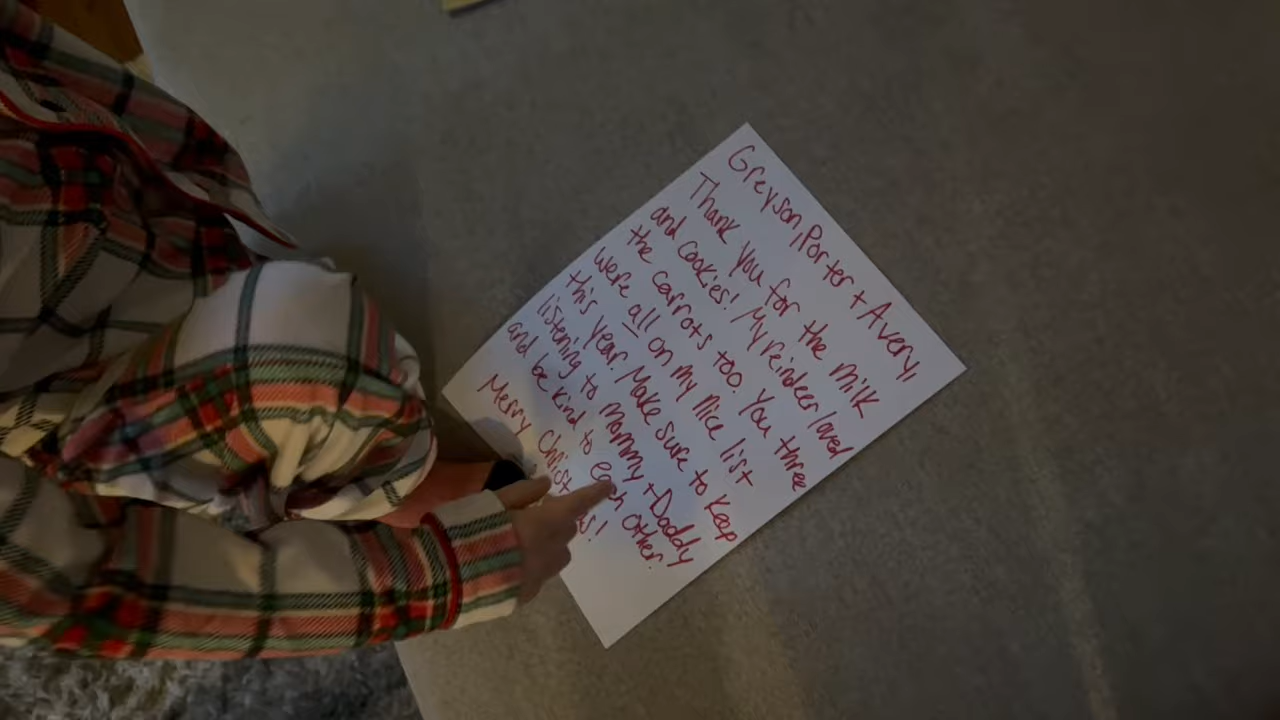 Greyson, Porter + Avery,
Thank you for the milk
and cookies! My reindeer loved
the carrots too. You three
were all on my nice list
this year. Make sure to keep
listening to mommy + Daddy
and be kind to each other.
Merry Christ s!